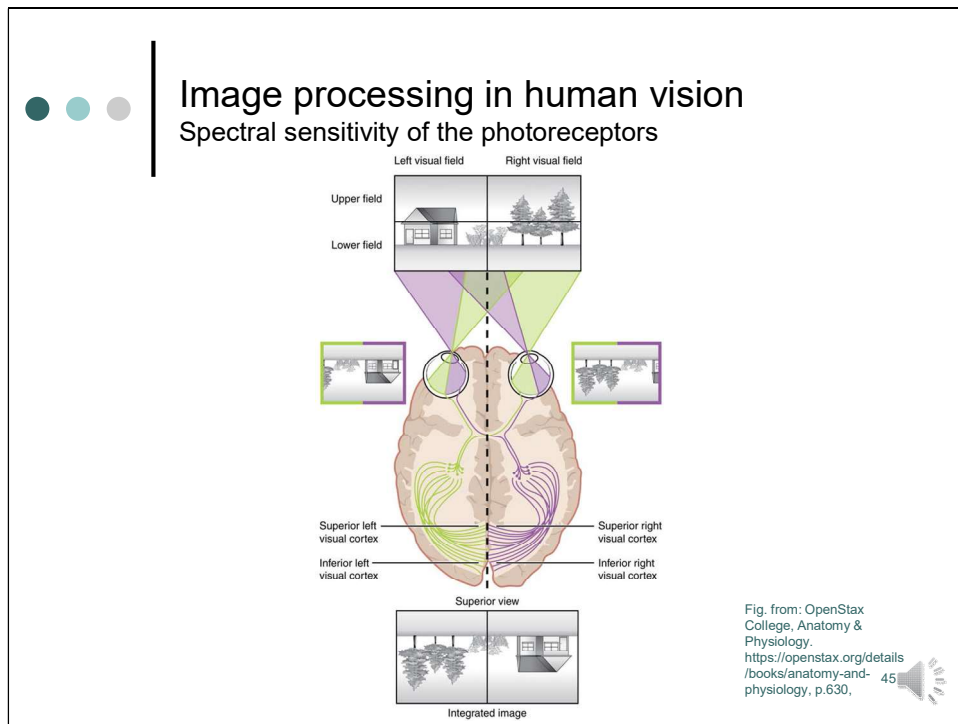 Image processing in human vision
Spectral sensitivity of the photoreceptors
Left visual field
Right visual field
Upper field
Lower field
Superior left
visual cortex
Superior right
visual cortex
Inferior left
visual cortex
Inferior right
visual cortex
Superior view
Integrated image
Fig. from: OpenStax
College, Anatomy &
Physiology.
https://openstax.org/details
/books/anatomy-and-
physiology, p.630,
45